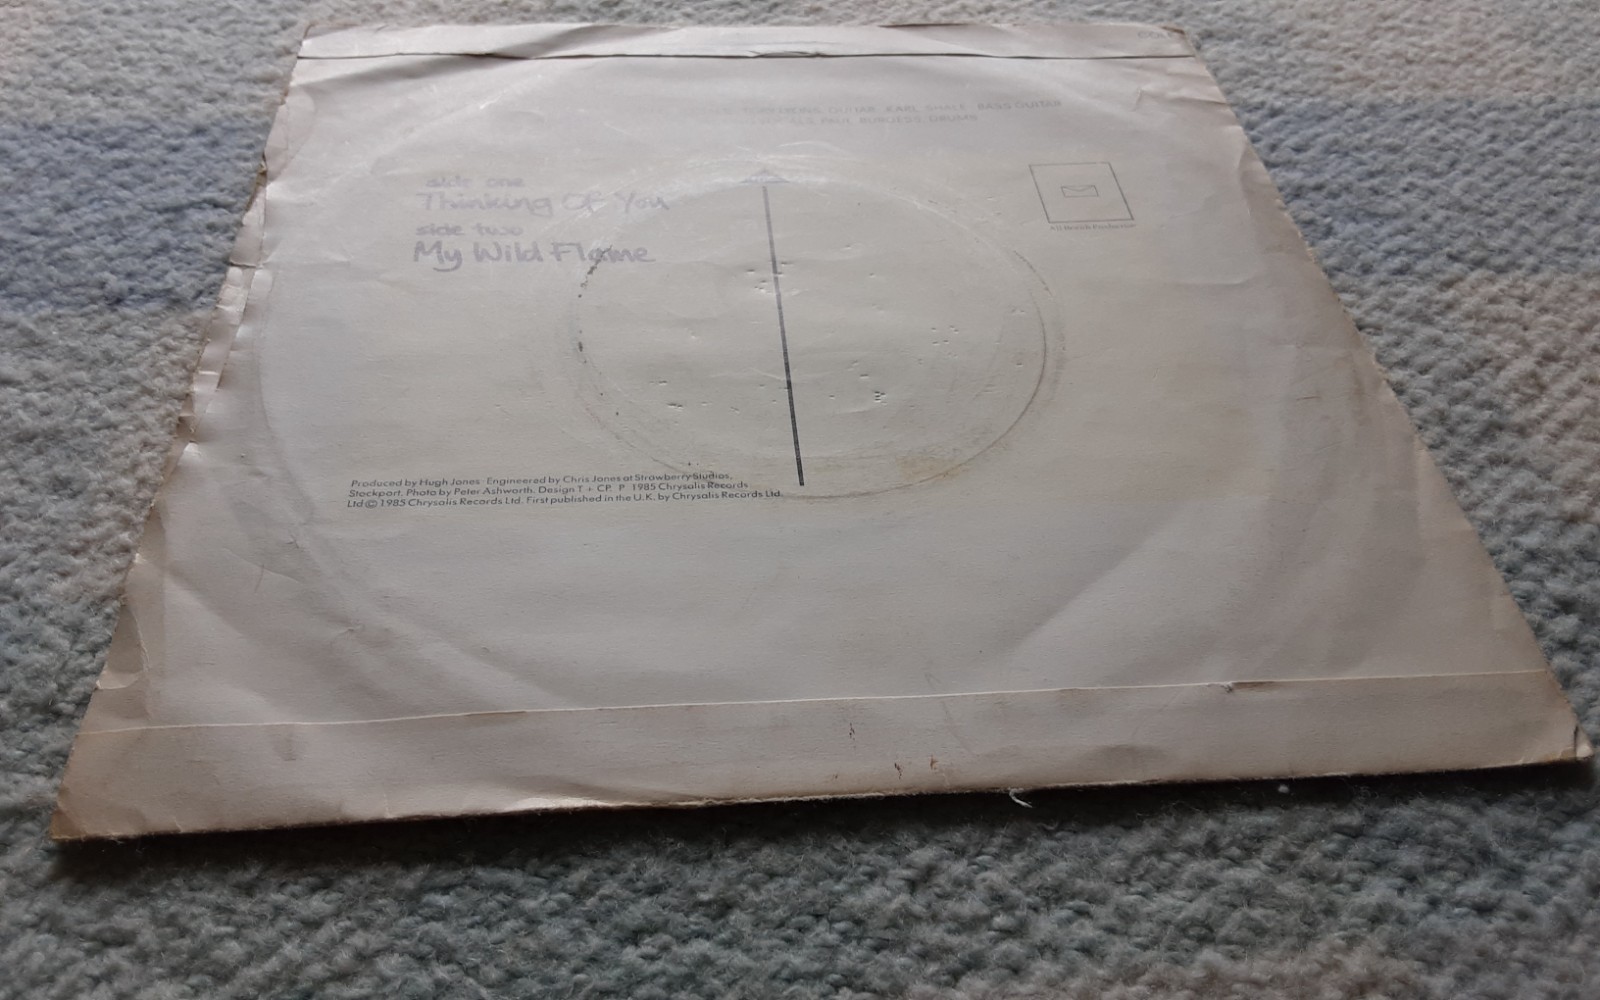 GUITAR. KARL SHALE. BASS GUITAR
VOCALS. PAUL BURGESS. DRUMS
side one
Thinking Of You
side two
My Wild Flame
Produced by Hugh Jones · Engineered by Chris Jones at Strawberry Studios,
Stockport. Photo by Peter Ashworth. Design T + CP. P 1985 Chrysalis Records
Ltd © 1985 Chrysalis Records Ltd. First published in the U.K. by Chrysalis Records Ltd.